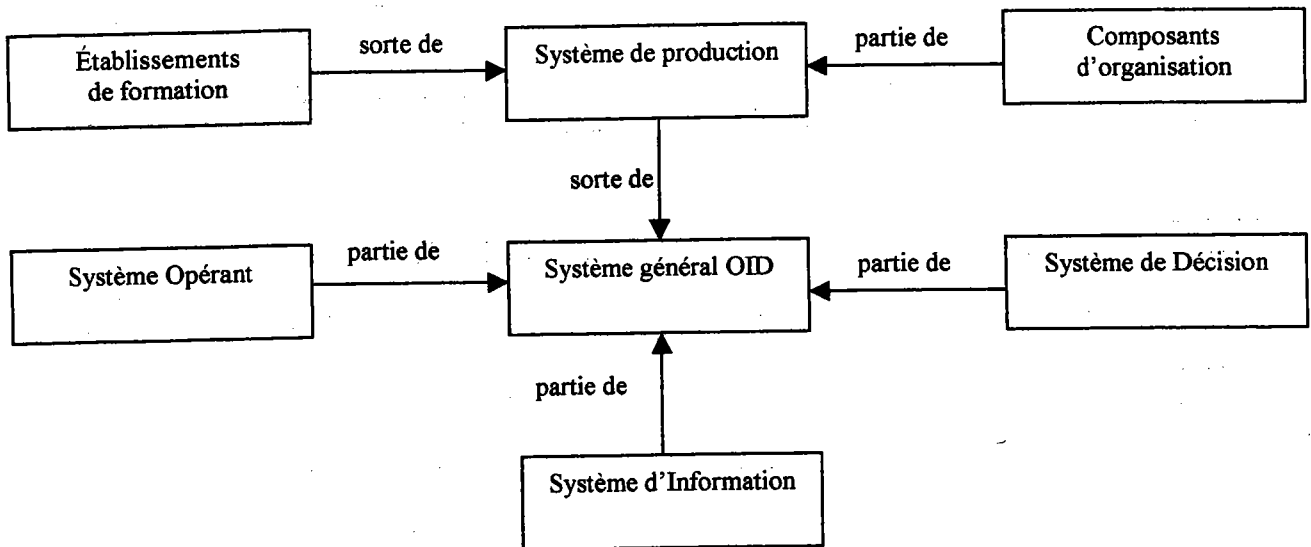 Établissements
de formation
sorte de
Système de production
partie de
Composants
d'organisation
sorte de
Système Opérant
partie de
Système général OID
partie de
Système de Décision
partie de
Système d'Information